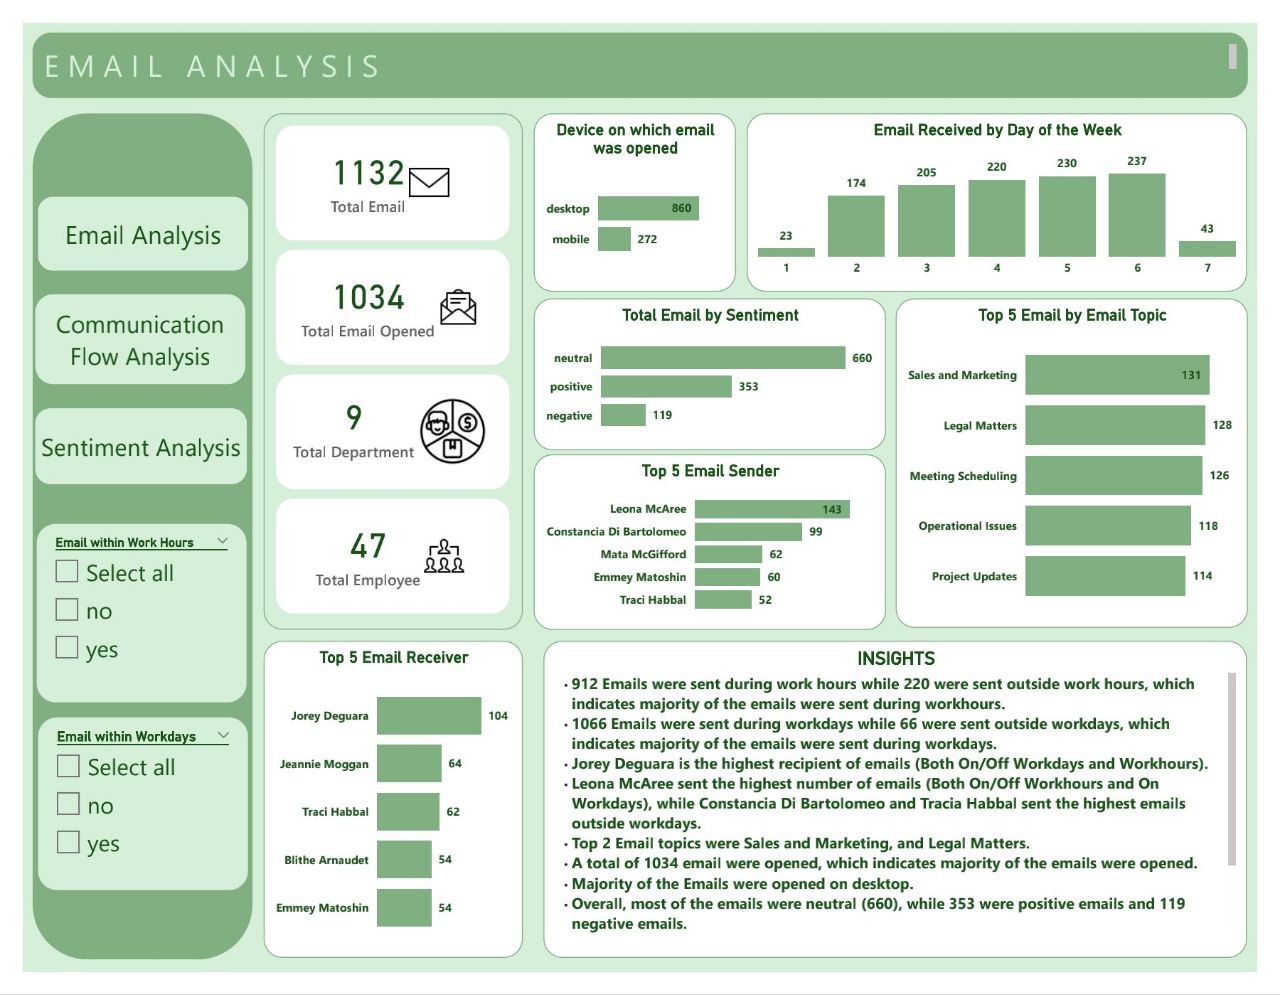 EMAIL ANALYSIS
Email Analysis
Communication
Flow Analysis
Sentiment Analysis
Email within Work Hours
Select all
no
yes
Email within Workdays
Select all
no
yes
1132
Total Email
1034
Total Email Opened
9
Total Department
$
47
Total Employee
Device on which email
was opened
desktop 860
mobile 272
Email Received by Day of the Week
23 174 205 220 230 237 43
1 2 3 4 5 6 7
Total Email by Sentiment
neutral 660
positive 353
negative 119
Top 5 Email Sender
Leona McAree 143
Constancia Di Bartolomeo 99
Mata McGifford 62
Emmey Matoshin 60
Traci Habbal 52
Top 5 Email by Email Topic
Sales and Marketing 131
Legal Matters 128
Meeting Scheduling 126
Operational Issues 118
Project Updates 114
Top 5 Email Receiver
Jorey Deguara 104
Jeannie Moggan 64
Traci Habbal 62
Blithe Arnaudet 54
Emmey Matoshin 54
INSIGHTS
• 912 Emails were sent during work hours while 220 were sent outside work hours, which
indicates majority of the emails were sent during workhours.
• 1066 Emails were sent during workdays while 66 were sent outside workdays, which
indicates majority of the emails were sent during workdays.
• Jorey Deguara is the highest recipient of emails (Both On/Off Workdays and Workhours).
• Leona McAree sent the highest number of emails (Both On/Off Workhours and On
Workdays), while Constancia Di Bartolomeo and Tracia Habbal sent the highest emails
outside workdays.
• Top 2 Email topics were Sales and Marketing, and Legal Matters.
• A total of 1034 email were opened, which indicates majority of the emails were opened.
• Majority of the Emails were opened on desktop.
• Overall, most of the emails were neutral (660), while 353 were positive emails and 119
negative emails.